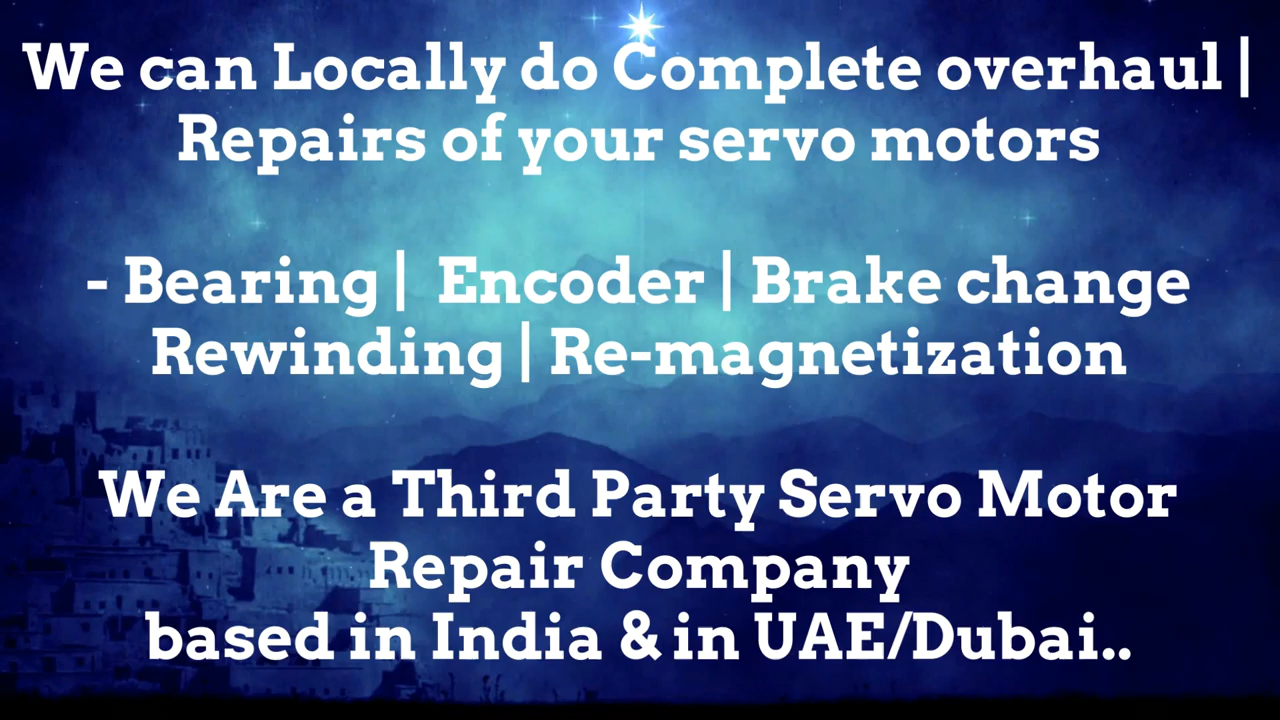 We can Locally do Complete overhaul |
Repairs of your servo motors
- Bearing | Encoder | Brake change
Rewinding | Re-magnetization
We Are a Third Party Servo Motor
Repair Company
based in India & in UAE/Dubai..